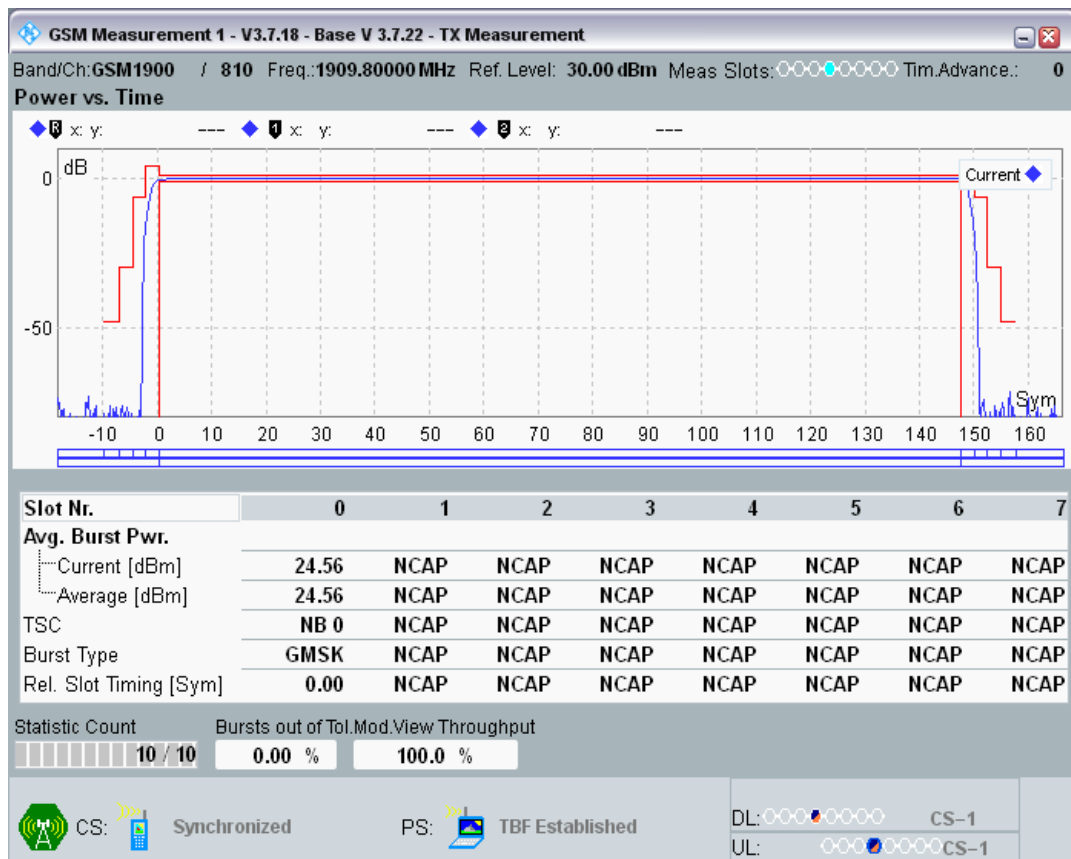 GSM Measurement 1 - V3.7.18 - Base V 3.7.22 - TX Measurement
Band/Ch:GSM1900 / 810 Freq.:1909.80000 MHz Ref. Level: 30.00 dBm Meas Slots: Tim.Advance.: 0
Power vs. Time
R x: y: --- 1 x: y: --- 2 x: y: ---
dB
Current
0
-50
Sym
-10 0 10 20 30 40 50 60 70 80 90 100 110 120 130 140 150 160
Slot Nr. 0 1 2 3 4 5 6 7
Avg. Burst Pwr.
Current [dBm] 24.56 NCAP NCAP NCAP NCAP NCAP NCAP NCAP
Average [dBm] 24.56 NCAP NCAP NCAP NCAP NCAP NCAP NCAP
TSC NB 0 NCAP NCAP NCAP NCAP NCAP NCAP NCAP
Burst Type GMSK NCAP NCAP NCAP NCAP NCAP NCAP NCAP
Rel. Slot Timing [Sym] 0.00 NCAP NCAP NCAP NCAP NCAP NCAP NCAP
Statistic Count Bursts out of Tol.Mod.View Throughput
10 / 10 0.00 % 100.0 %
CS: Synchronized PS: TBF Established DL: CS-1
UL: CS-1